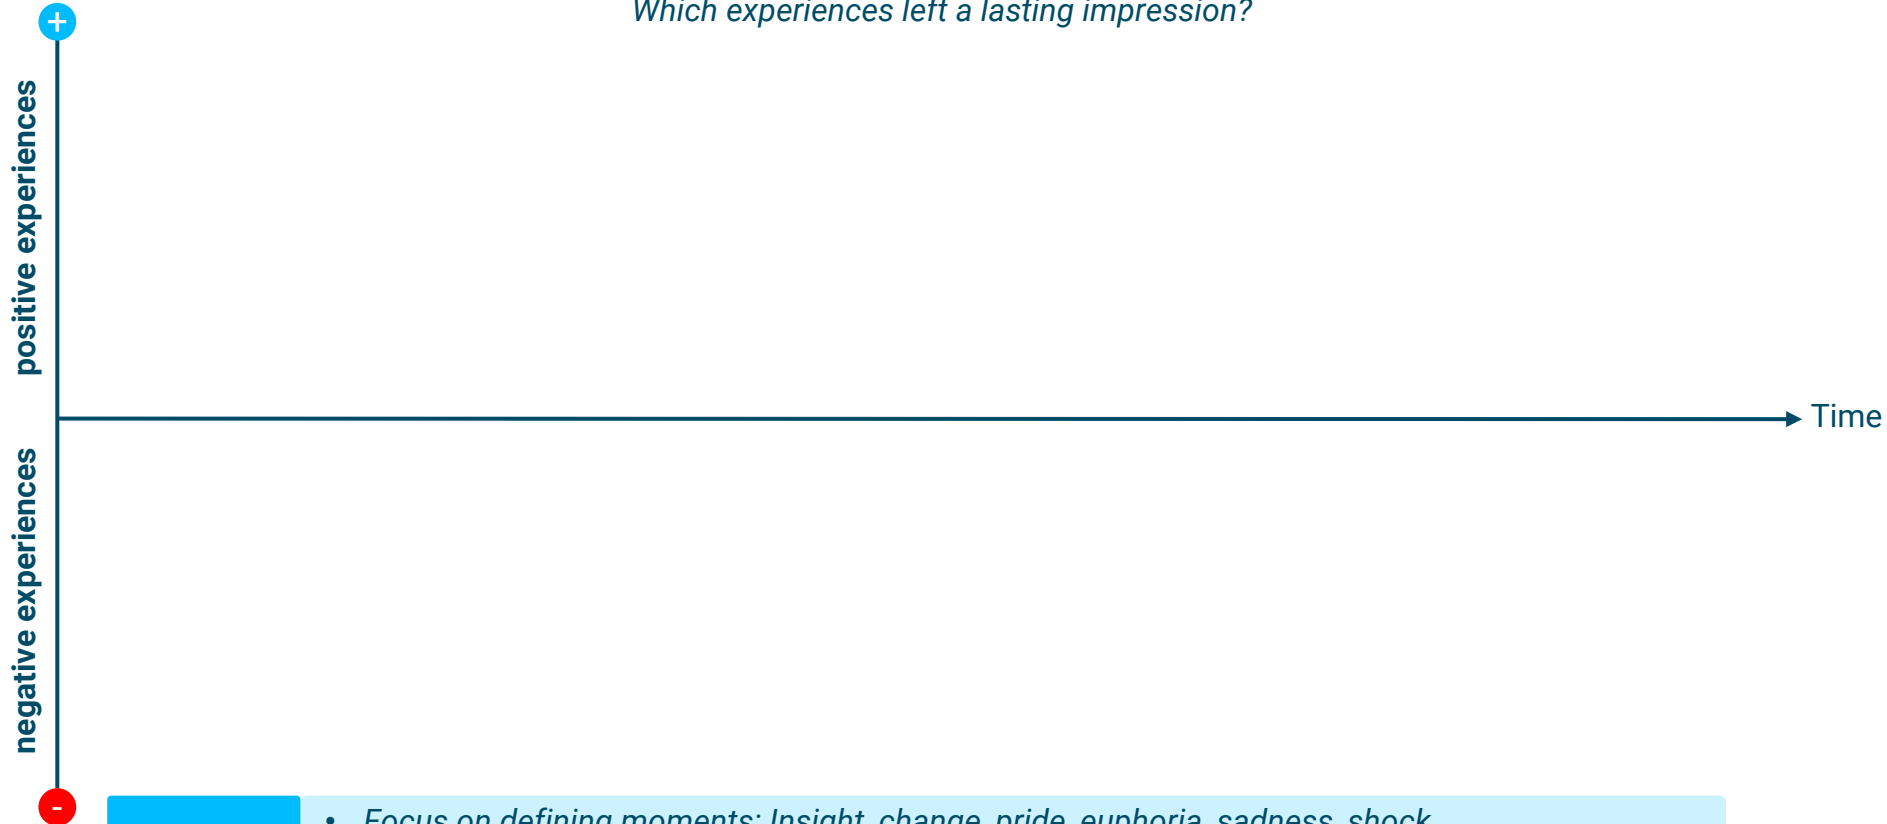 Which experiences left a lasting impression?
+
positive experiences
Time
negative experiences
-
• Focus on defining moments: Insight, change, pride, euphoria, sadness, shock